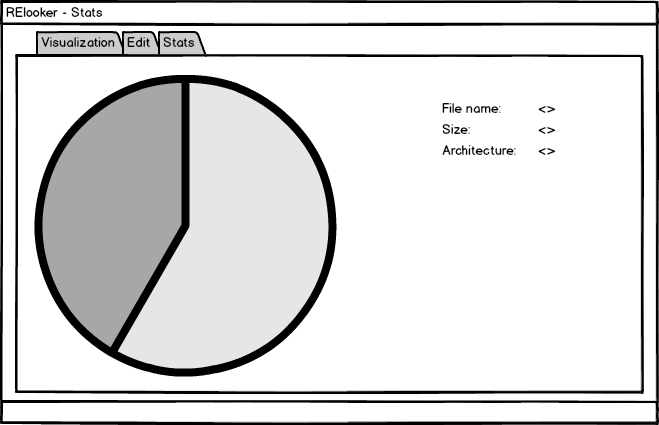 RElooker - Stats
Visualization Edit Stats
File name: <>
Size: <>
Architecture: <>